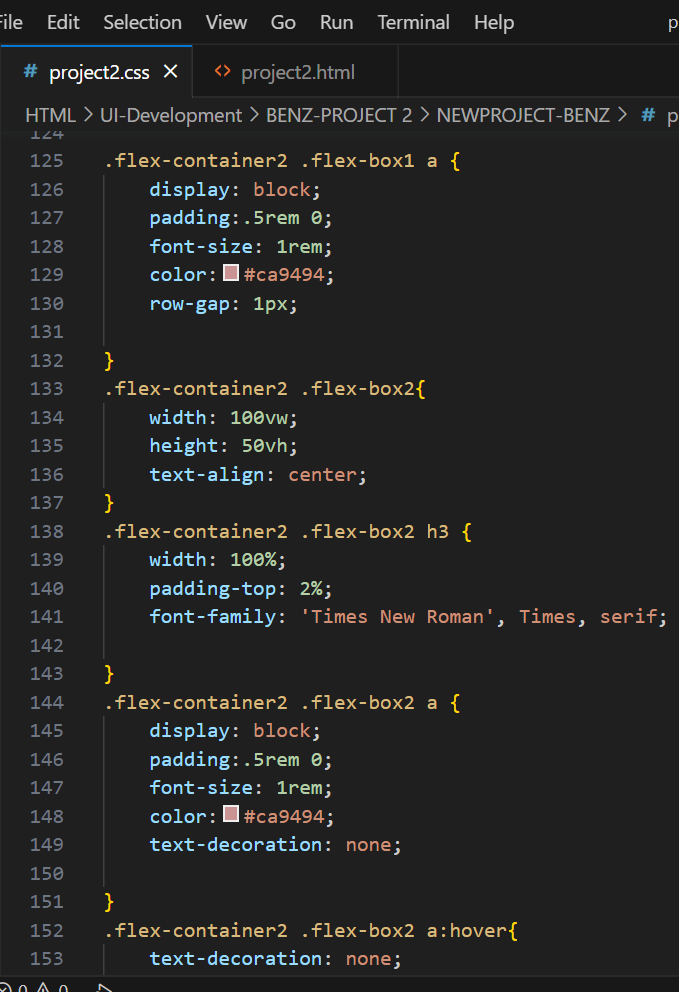 File Edit Selection View Go Run Terminal Help p
# project2.css × <> project2.html
HTML > UI-Development > BENZ-PROJECT 2 > NEWPROJECT-BENZ > # p
124
125 .flex-container2 .flex-box1 a {
126 display: block;
127 padding:.5rem 0;
128 font-size: 1rem;
129 color: #ca9494;
130 row-gap: 1px;
131
132 }
133 .flex-container2 .flex-box2{
134 width: 100vw;
135 height: 50vh;
136 text-align: center;
137 }
138 .flex-container2 .flex-box2 h3 {
139 width: 100%;
140 padding-top: 2%;
141 font-family: 'Times New Roman', Times, serif;
142
143 }
144 .flex-container2 .flex-box2 a {
145 display: block;
146 padding:.5rem 0;
147 font-size: 1rem;
148 color: #ca9494;
149 text-decoration: none;
150
151 }
152 .flex-container2 .flex-box2 a:hover{
153 text-decoration: none;
0 0